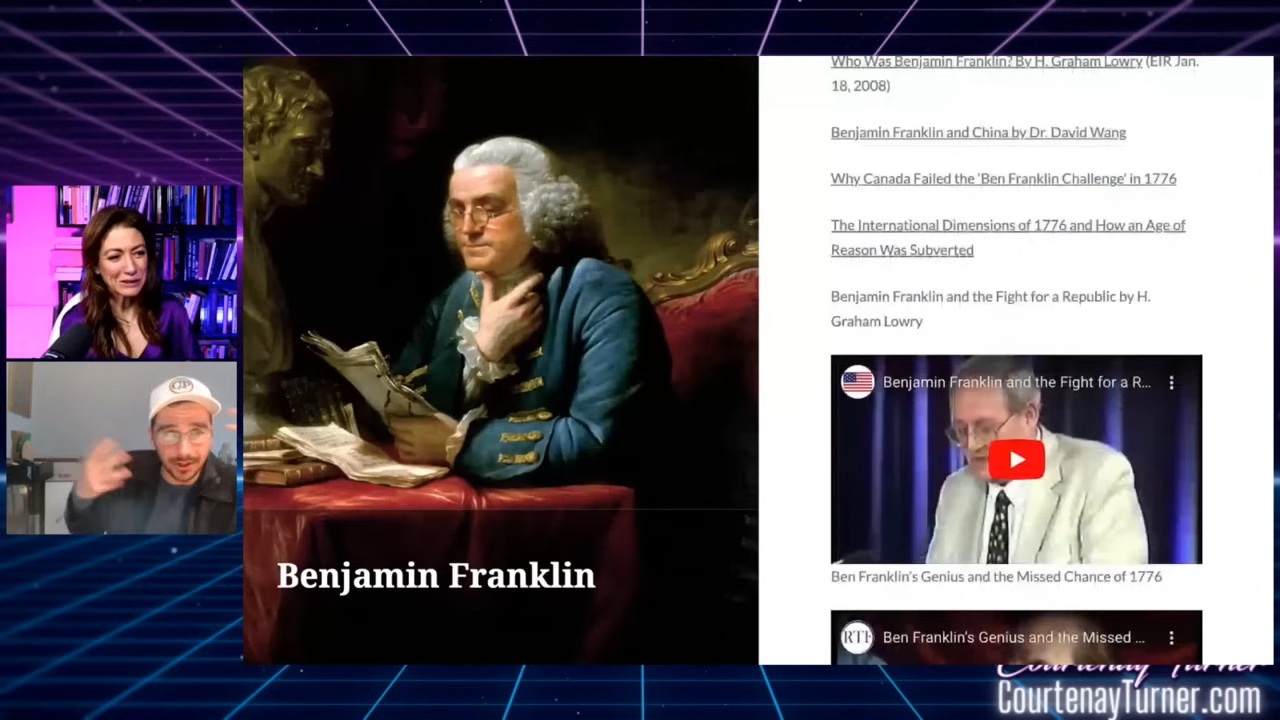 Who Was Benjamin Franklin? By H. Graham Lowry (EIR Jan.
18, 2008)
Benjamin Franklin and China by Dr. David Wang
Why Canada Failed the 'Ben Franklin Challenge' in 1776
The International Dimensions of 1776 and How an Age of
Reason Was Subverted
Benjamin Franklin and the Fight for a Republic by H.
Graham Lowry
Benjamin Franklin and the Fight for a R...
Ben Franklin's Genius and the Missed Chance of 1776
RTF
Ben Franklin's Genius and the Missed ...
Benjamin Franklin
Courtenay Turner
CourtenayTurner.com